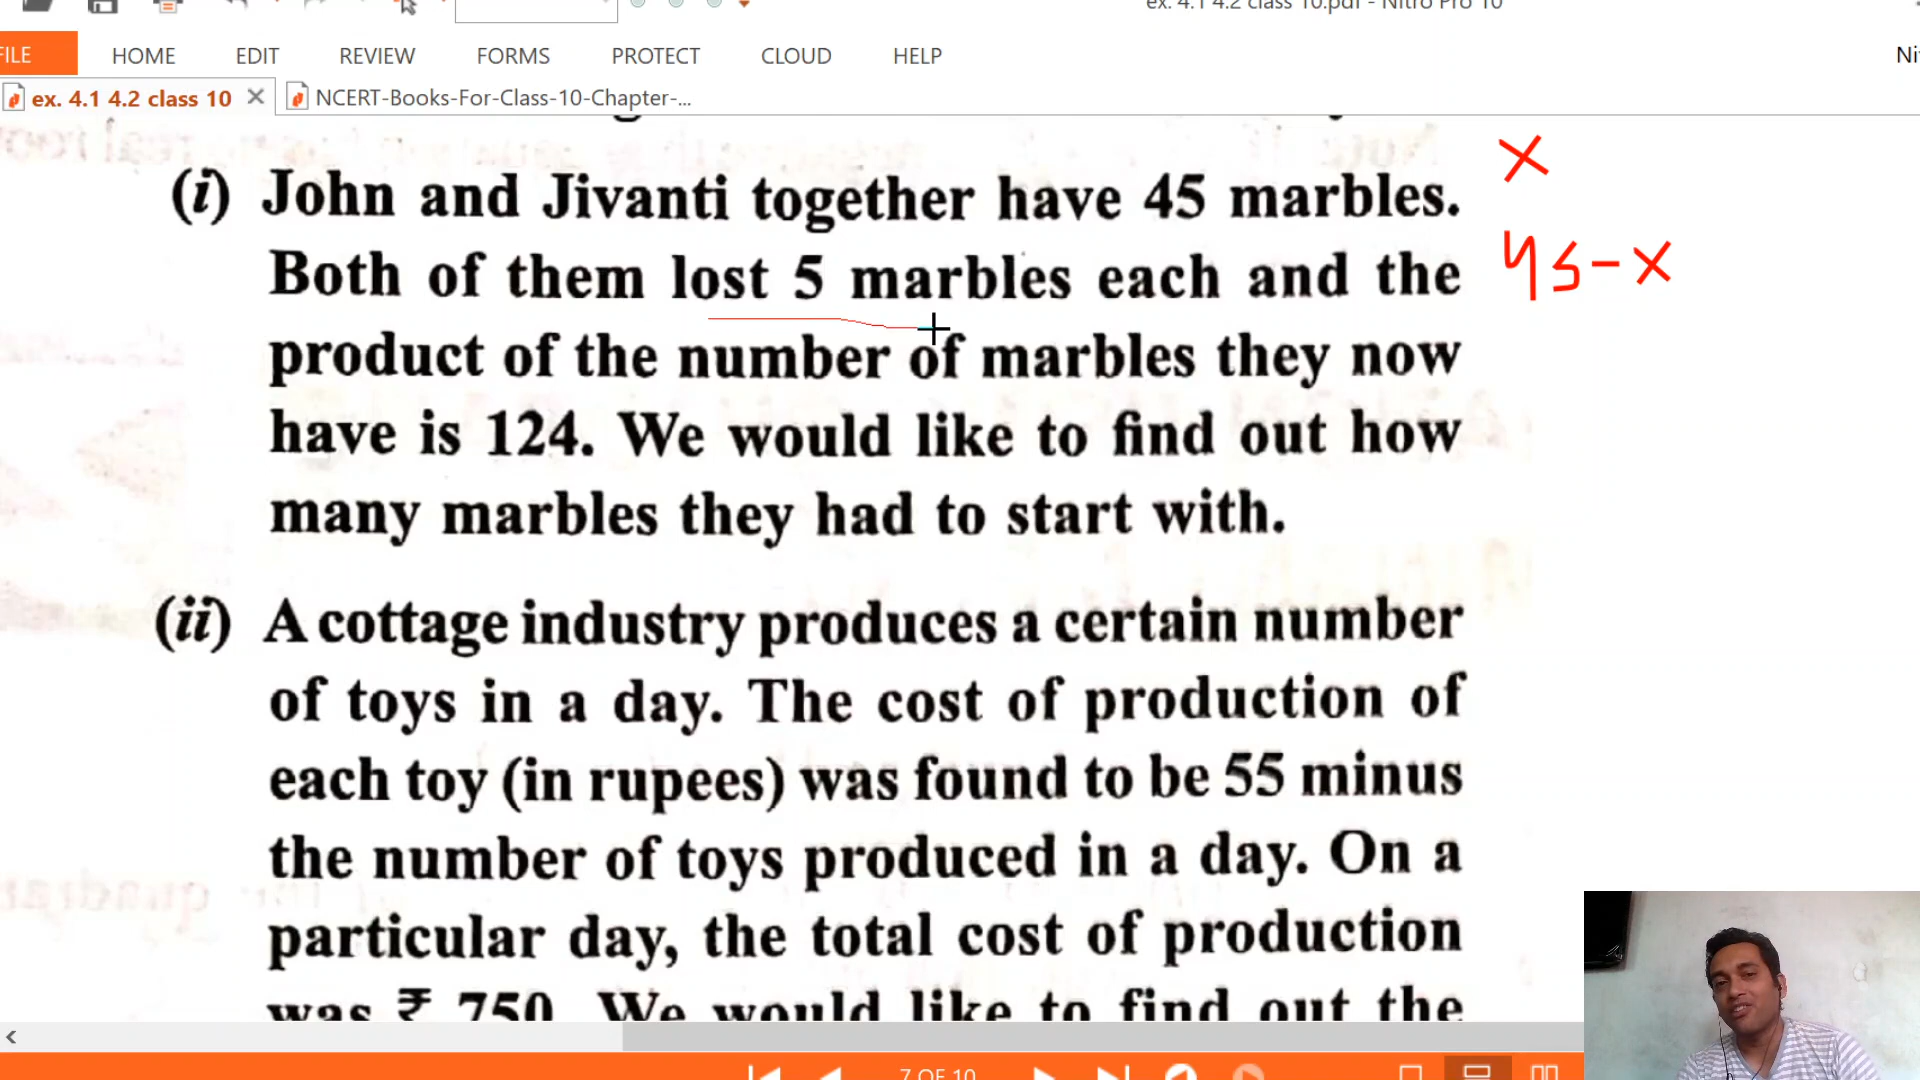 ex. 4.1 4.2 class 10.pdf - Nitro Pro 10
FILE HOME EDIT REVIEW FORMS PROTECT CLOUD HELP
ex. 4.1 4.2 class 10 NCERT-Books-For-Class-10-Chapter-...
(i) John and Jivanti together have 45 marbles.
Both of them lost 5 marbles each and the
product of the number of marbles they now
have is 124. We would like to find out how
many marbles they had to start with.
x
45-x
(ii) A cottage industry produces a certain number
of toys in a day. The cost of production of
each toy (in rupees) was found to be 55 minus
the number of toys produced in a day. On a
particular day, the total cost of production
was ₹ 750. We would like to find out the
7 OF 10